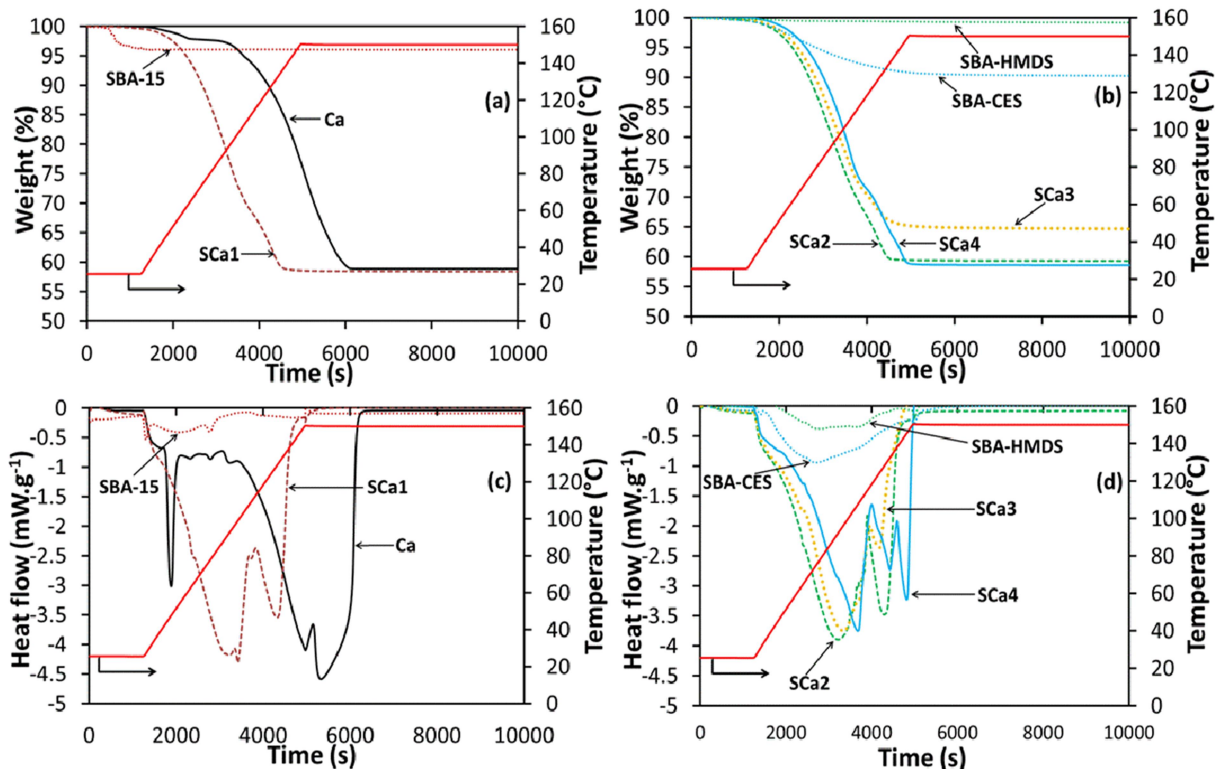 100
95
90
85
80
75
70
65
60
55
50
Weight (%)
SBA-15
(a)
Ca
SCa1
160
140
120
100
80
60
40
20
0
Temperature (°C)
0 2000 4000 6000 8000 10000
Time (s)
100
95
90
85
80
75
70
65
60
55
50
Weight (%)
SBA-HMDS
SBA-CES
(b)
SCa3
SCa2
SCa4
160
140
120
100
80
60
40
20
0
Temperature (°C)
0 2000 4000 6000 8000 10000
Time (s)
0
-0.5
-1
-1.5
-2
-2.5
-3
-3.5
-4
-4.5
-5
Heat flow (mW.g-1)
SBA-15
SCa1
(c)
Ca
160
140
120
100
80
60
40
20
0
Temperature (°C)
0 2000 4000 6000 8000 10000
Time (s)
0
-0.5
-1
-1.5
-2
-2.5
-3
-3.5
-4
-4.5
-5
Heat flow (mW.g-1)
SBA-HMDS
SBA-CES
(d)
SCa3
SCa4
SCa2
160
140
120
100
80
60
40
20
0
Temperature (°C)
0 2000 4000 6000 8000 10000
Time (s)